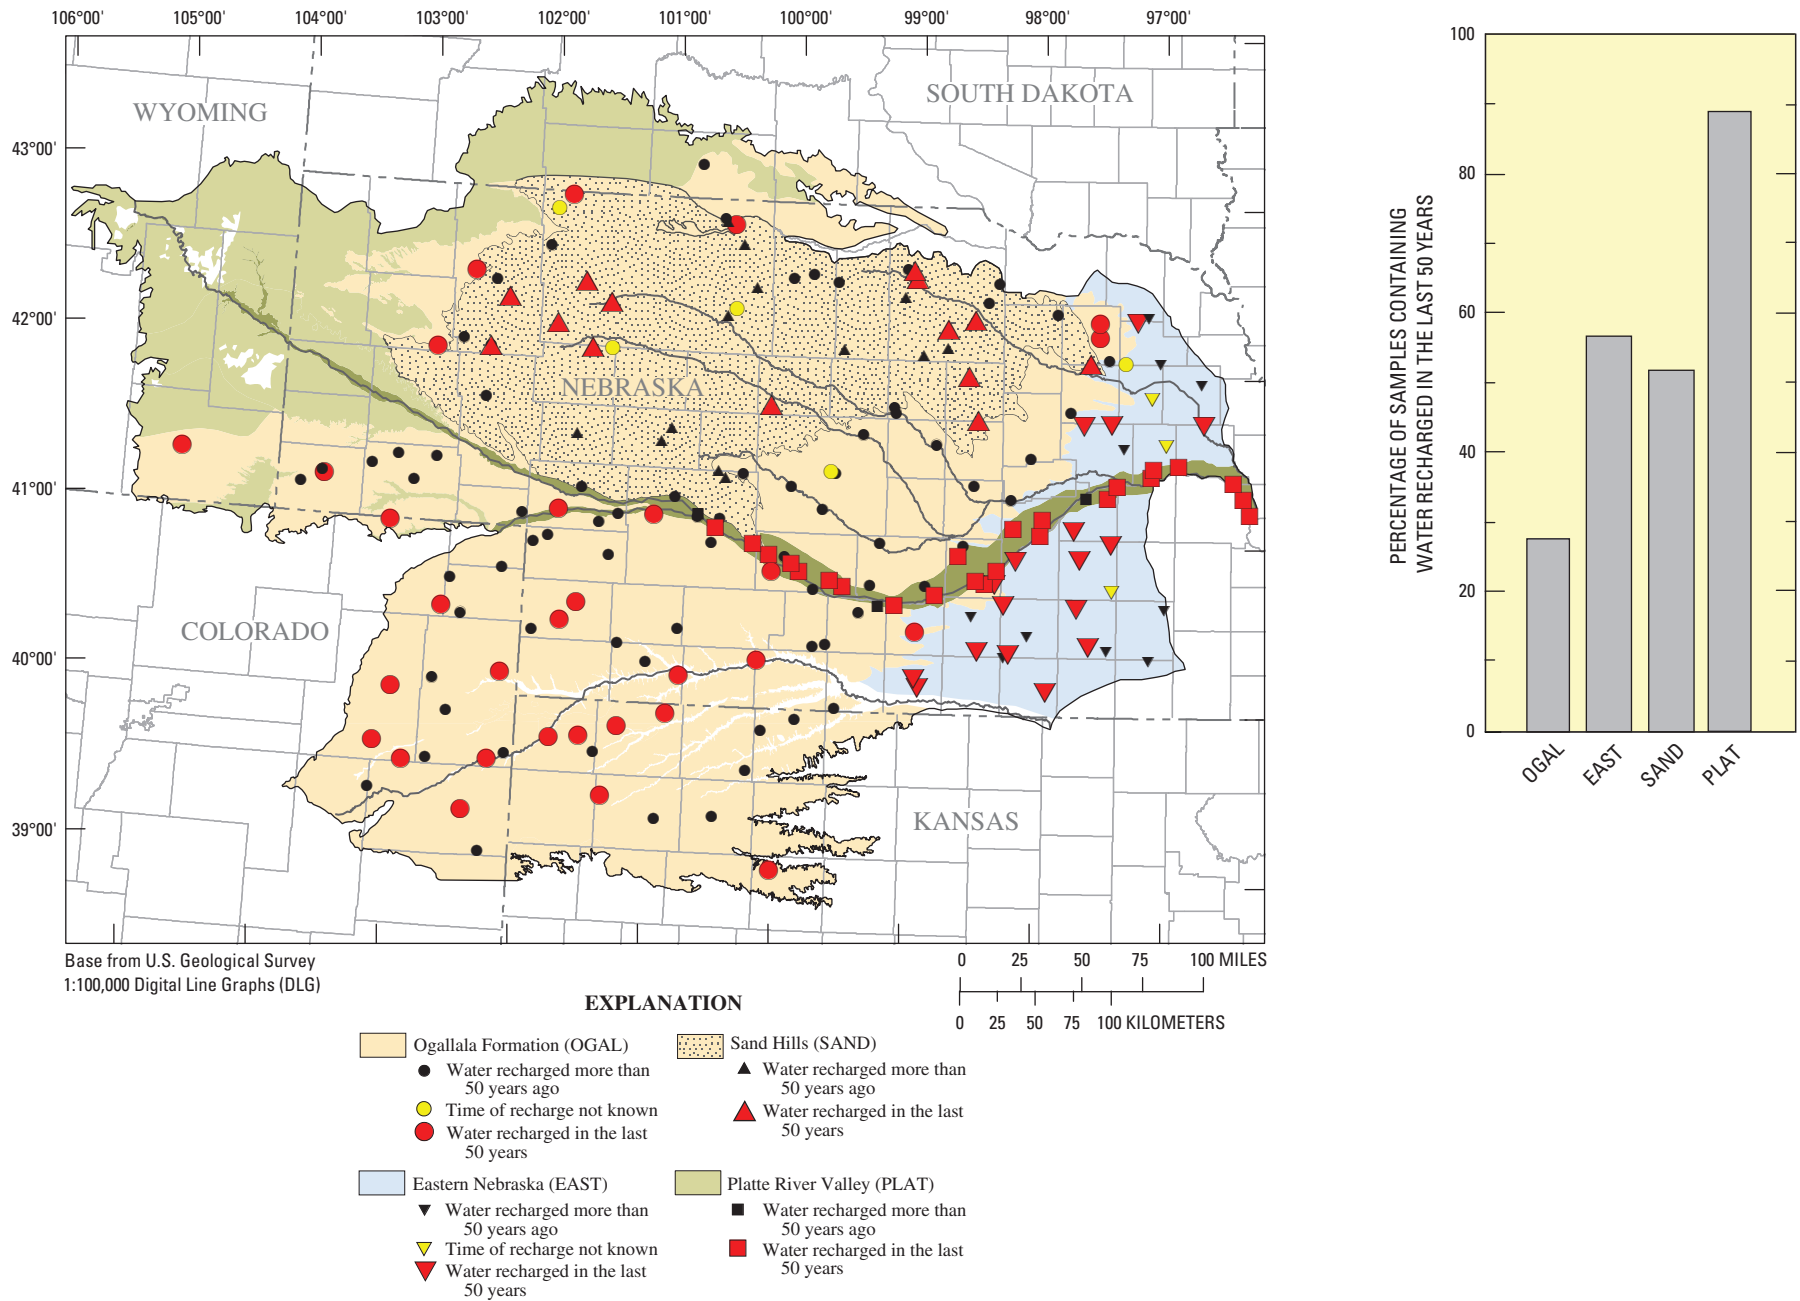 106°00' 105°00' 104°00' 103°00' 102°00' 101°00' 100°00' 99°00' 98°00' 97°00'
43°00'
42°00'
41°00'
40°00'
39°00'
WYOMING
SOUTH DAKOTA
NEBRASKA
COLORADO
KANSAS
Base from U.S. Geological Survey
1:100,000 Digital Line Graphs (DLG)
0 25 50 75 100 MILES
0 25 50 75 100 KILOMETERS
EXPLANATION
Ogallala Formation (OGAL)
Water recharged more than
50 years ago
Time of recharge not known
Water recharged in the last
50 years
Sand Hills (SAND)
Water recharged more than
50 years ago
Water recharged in the last
50 years
Eastern Nebraska (EAST)
Water recharged more than
50 years ago
Time of recharge not known
Water recharged in the last
50 years
Platte River Valley (PLAT)
Water recharged more than
50 years ago
Water recharged in the last
50 years
PERCENTAGE OF SAMPLES CONTAINING
WATER RECHARGED IN THE LAST 50 YEARS
100
80
60
40
20
0
OGAL EAST SAND PLAT